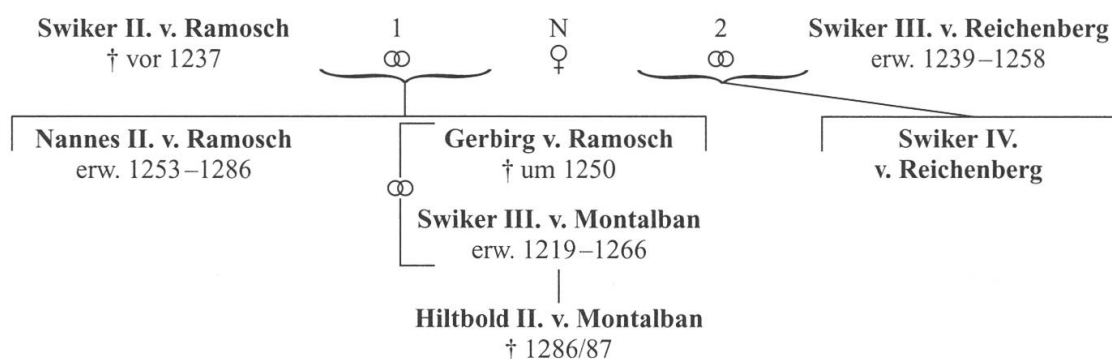 Swiker II. v. Ramosch 1 N 2 Swiker III. v. Reichenberg
† vor 1237 ⚭ ♀ ⚭ erw. 1239–1258
Nannes II. v. Ramosch Gerbirg v. Ramosch Swiker IV.
erw. 1253–1286 † um 1250 v. Reichenberg
⚭
Swiker III. v. Montalban
erw. 1219–1266
Hiltbold II. v. Montalban
† 1286/87